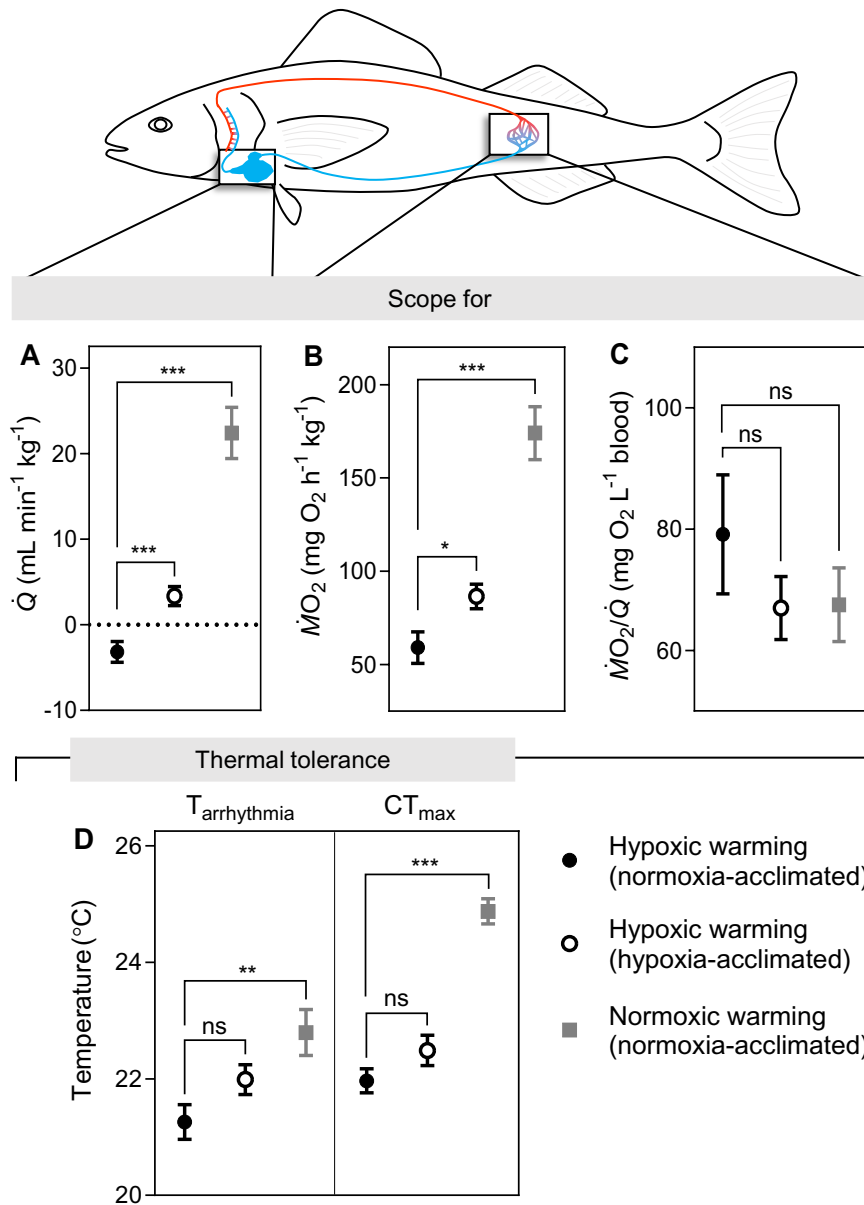 Scope for
A
B
C
30
20
10
0
-10
Q̇ (mL min⁻¹ kg⁻¹)
***
***
200
150
100
50
ṀO₂ (mg O₂ h⁻¹ kg⁻¹)
***
*
100
80
60
ṀO₂/Q̇ (mg O₂ L⁻¹ blood)
ns
ns
Thermal tolerance
T_arrhythmia
CT_max
D
26
24
22
20
Temperature (°C)
**
ns
***
ns
Hypoxic warming
(normoxia-acclimated)
Hypoxic warming
(hypoxia-acclimated)
Normoxic warming
(normoxia-acclimated)